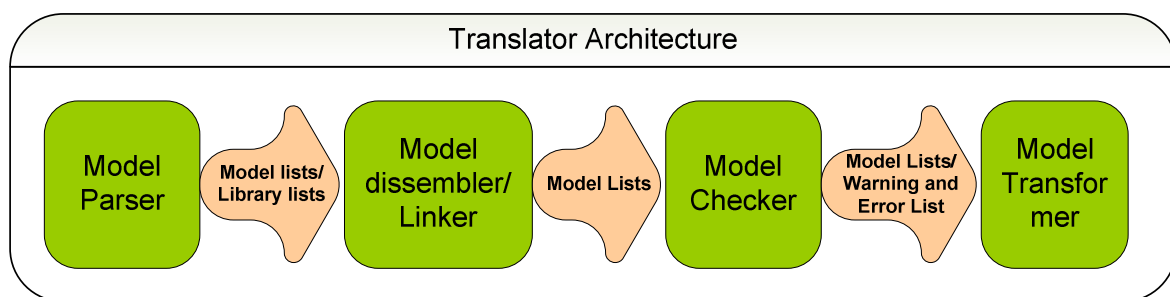 Translator Architecture
Model
Parser
Model lists/
Library lists
Model
dissembler/
Linker
Model Lists
Model
Checker
Model Lists/
Warning and
Error List
Model
Transfor
mer